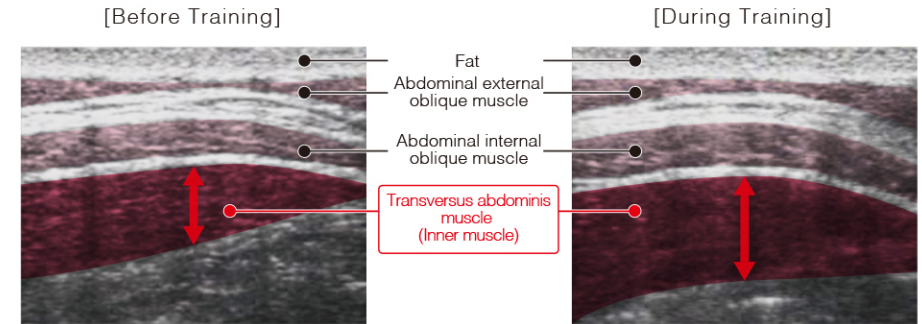 [Before Training]
[During Training]
Fat
Abdominal external
oblique muscle
Abdominal internal
oblique muscle
Transversus abdominis
muscle
(Inner muscle)